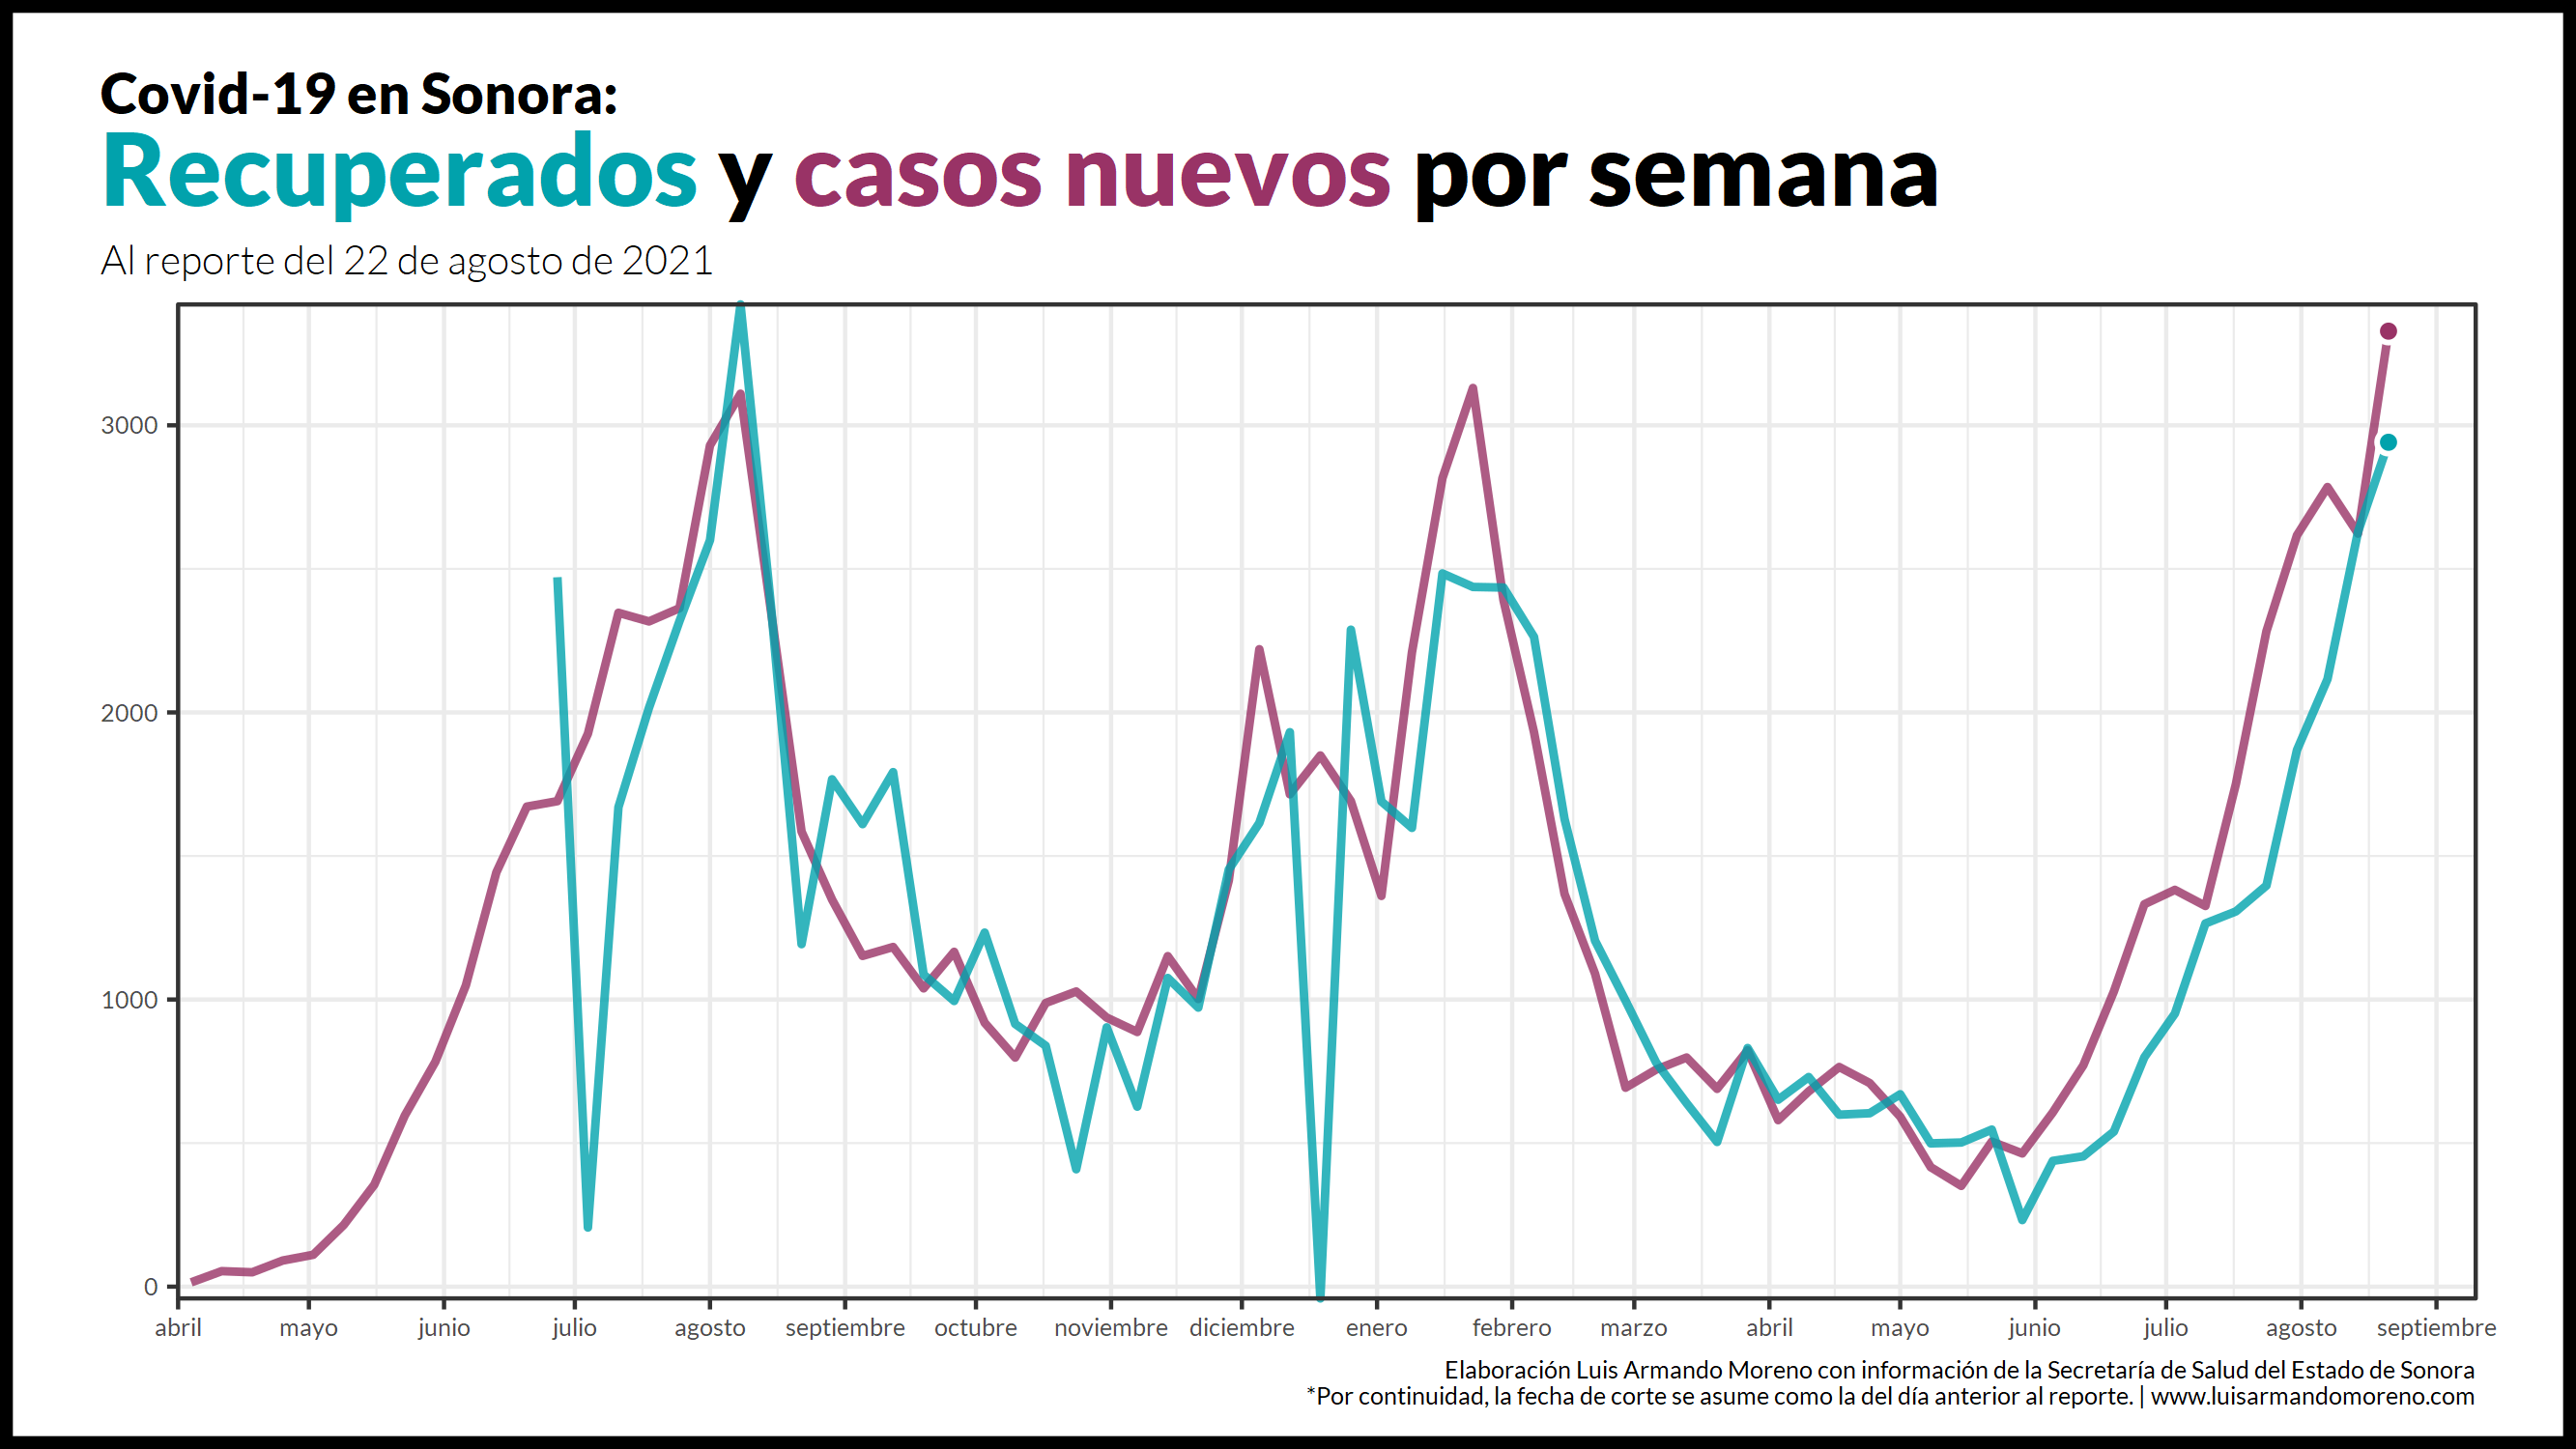 Covid-19 en Sonora:
Recuperados y casos nuevos por semana
Al reporte del 22 de agosto de 2021
3000
2000
1000
0
abril mayo junio julio agosto septiembre octubre noviembre diciembre enero febrero marzo abril mayo junio julio agosto septiembre
Elaboración Luis Armando Moreno con información de la Secretaría de Salud del Estado de Sonora
*Por continuidad, la fecha de corte se asume como la del día anterior al reporte. | www.luisarmandomoreno.com